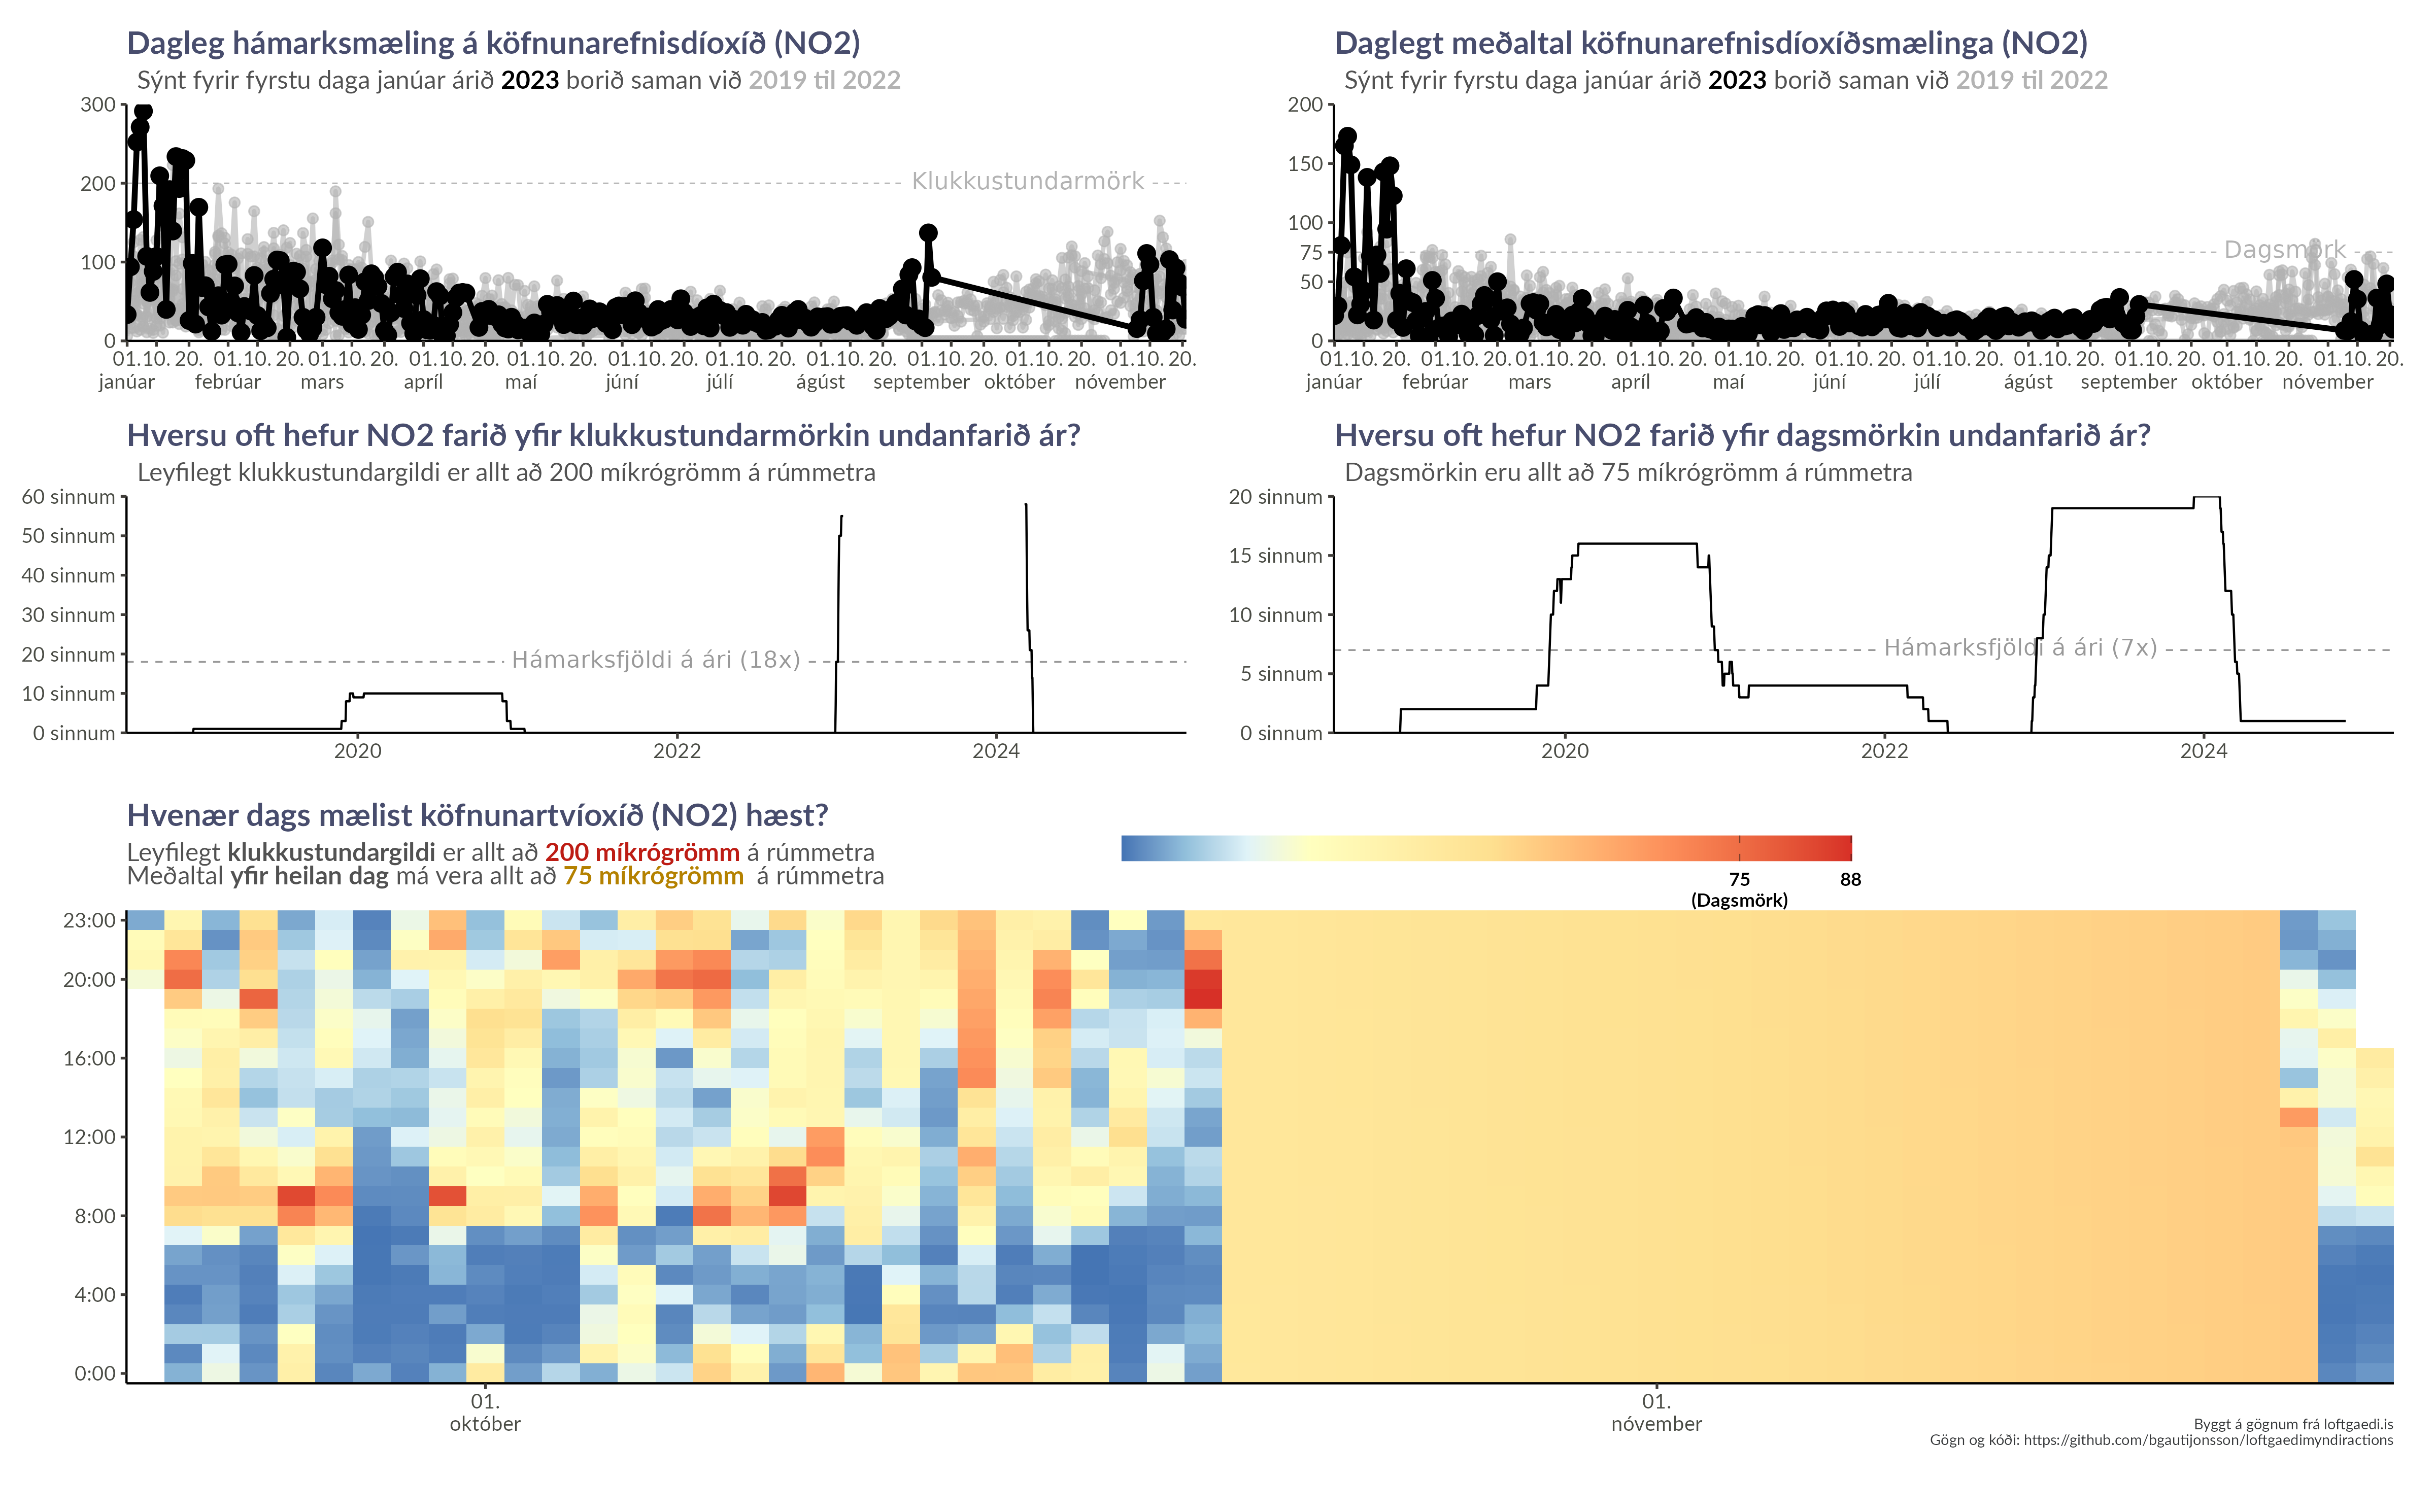 Dagleg hámarksmæling á köfnunarefnisdíoxíð (NO2)
Sýnt fyrir fyrstu daga janúar árið 2023 borið saman við 2019 til 2022
300
200
100
0
Klukkustundarmörk
01. 10. 20. 01. 10. 20. 01. 10. 20. 01. 10. 20. 01. 10. 20. 01. 10. 20. 01. 10. 20. 01. 10. 20. 01. 10. 20. 01. 10. 20. 01. 10. 20.
janúar febrúar mars apríl maí júní júlí ágúst september október nóvember
Daglegt meðaltal köfnunarefnisdíoxíðsmælinga (NO2)
Sýnt fyrir fyrstu daga janúar árið 2023 borið saman við 2019 til 2022
200
150
100
75
50
0
Dagsmörk
01. 10. 20. 01. 10. 20. 01. 10. 20. 01. 10. 20. 01. 10. 20. 01. 10. 20. 01. 10. 20. 01. 10. 20. 01. 10. 20. 01. 10. 20. 01. 10. 20.
janúar febrúar mars apríl maí júní júlí ágúst september október nóvember
Hversu oft hefur NO2 farið yfir klukkustundarmörkin undanfarið ár?
Leyfilegt klukkustundargildi er allt að 200 míkrógrömm á rúmmetra
60 sinnum
50 sinnum
40 sinnum
30 sinnum
20 sinnum
10 sinnum
0 sinnum
Hámarksfjöldi á ári (18x)
2020 2022 2024
Hversu oft hefur NO2 farið yfir dagsmörkin undanfarið ár?
Dagsmörkin eru allt að 75 míkrógrömm á rúmmetra
20 sinnum
15 sinnum
10 sinnum
5 sinnum
0 sinnum
Hámarksfjöldi á ári (7x)
2020 2022 2024
Hvenær dags mælist köfnunartvíoxíð (NO2) hæst?
Leyfilegt klukkustundargildi er allt að 200 míkrógrömm á rúmmetra
Meðaltal yfir heilan dag má vera allt að 75 míkrógrömm á rúmmetra
75 88
(Dagsmörk)
23:00
20:00
16:00
12:00
8:00
4:00
0:00
01. 01.
október nóvember
Byggt á gögnum frá loftgaedi.is
Gögn og kóði: https://github.com/bgautijonsson/loftgaedimyndiractions